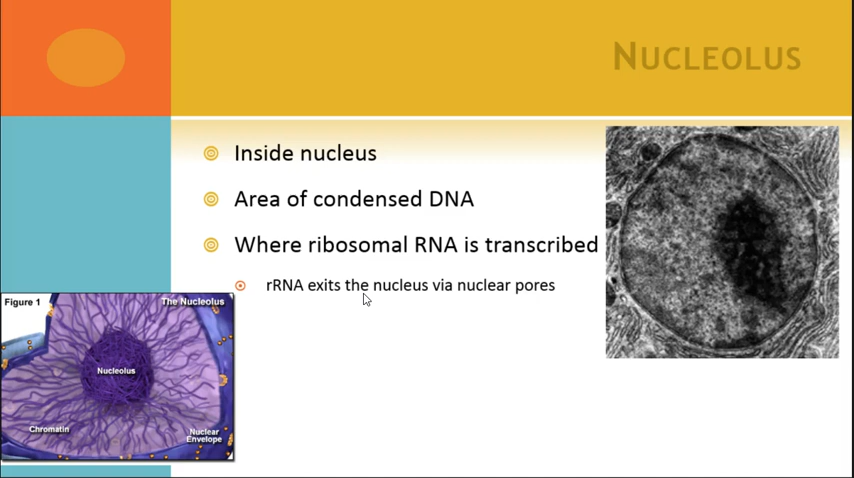 NUCLEOLUS
Inside nucleus
Area of condensed DNA
Where ribosomal RNA is transcribed
rRNA exits the nucleus via nuclear pores
Figure 1
The Nucleolus
Nucleolus
Chromatin
Nuclear
Envelope